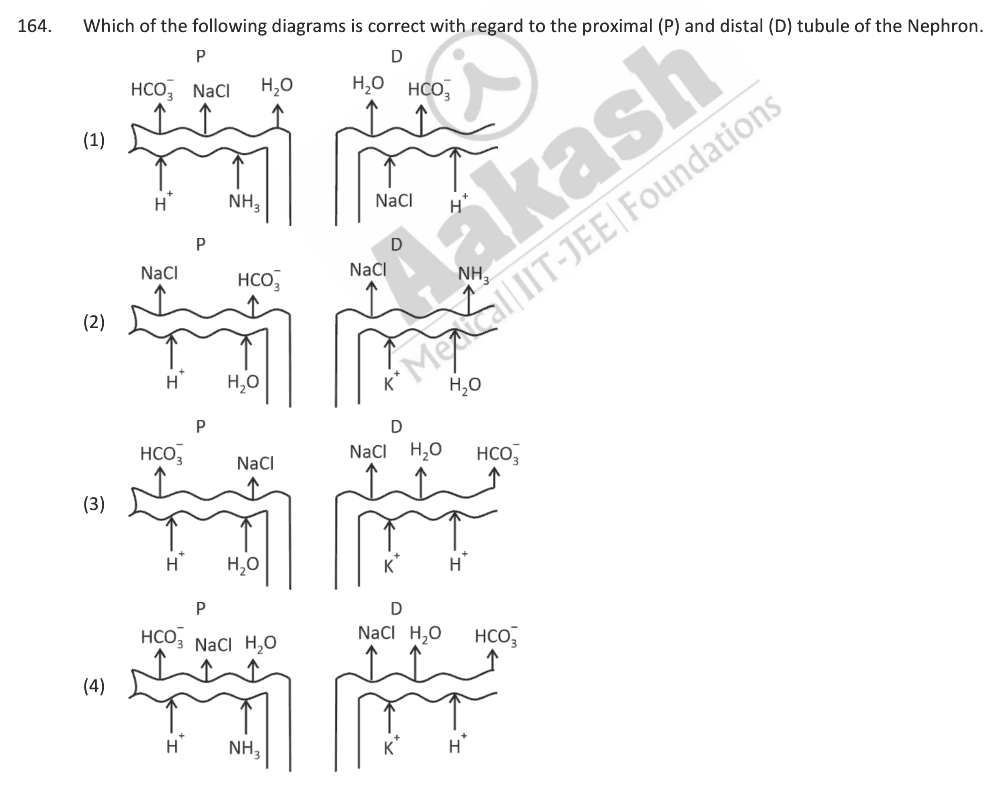 164. Which of the following diagrams is correct with regard to the proximal (P) and distal (D) tubule of the Nephron.
P D
HCO₃⁻ NaCl H₂O H₂O HCO₃⁻
(1)
H⁺ NH₃ NaCl H⁺
P D
NaCl HCO₃⁻ NaCl NH₃
(2)
H⁺ H₂O K⁺ H₂O
P D
HCO₃⁻ NaCl NaCl H₂O HCO₃⁻
(3)
H⁺ H₂O K⁺ H⁺
P D
HCO₃⁻ NaCl H₂O NaCl H₂O HCO₃⁻
(4)
H⁺ NH₃ K⁺ H⁺
Aakash
Medical|IIT-JEE|Foundations